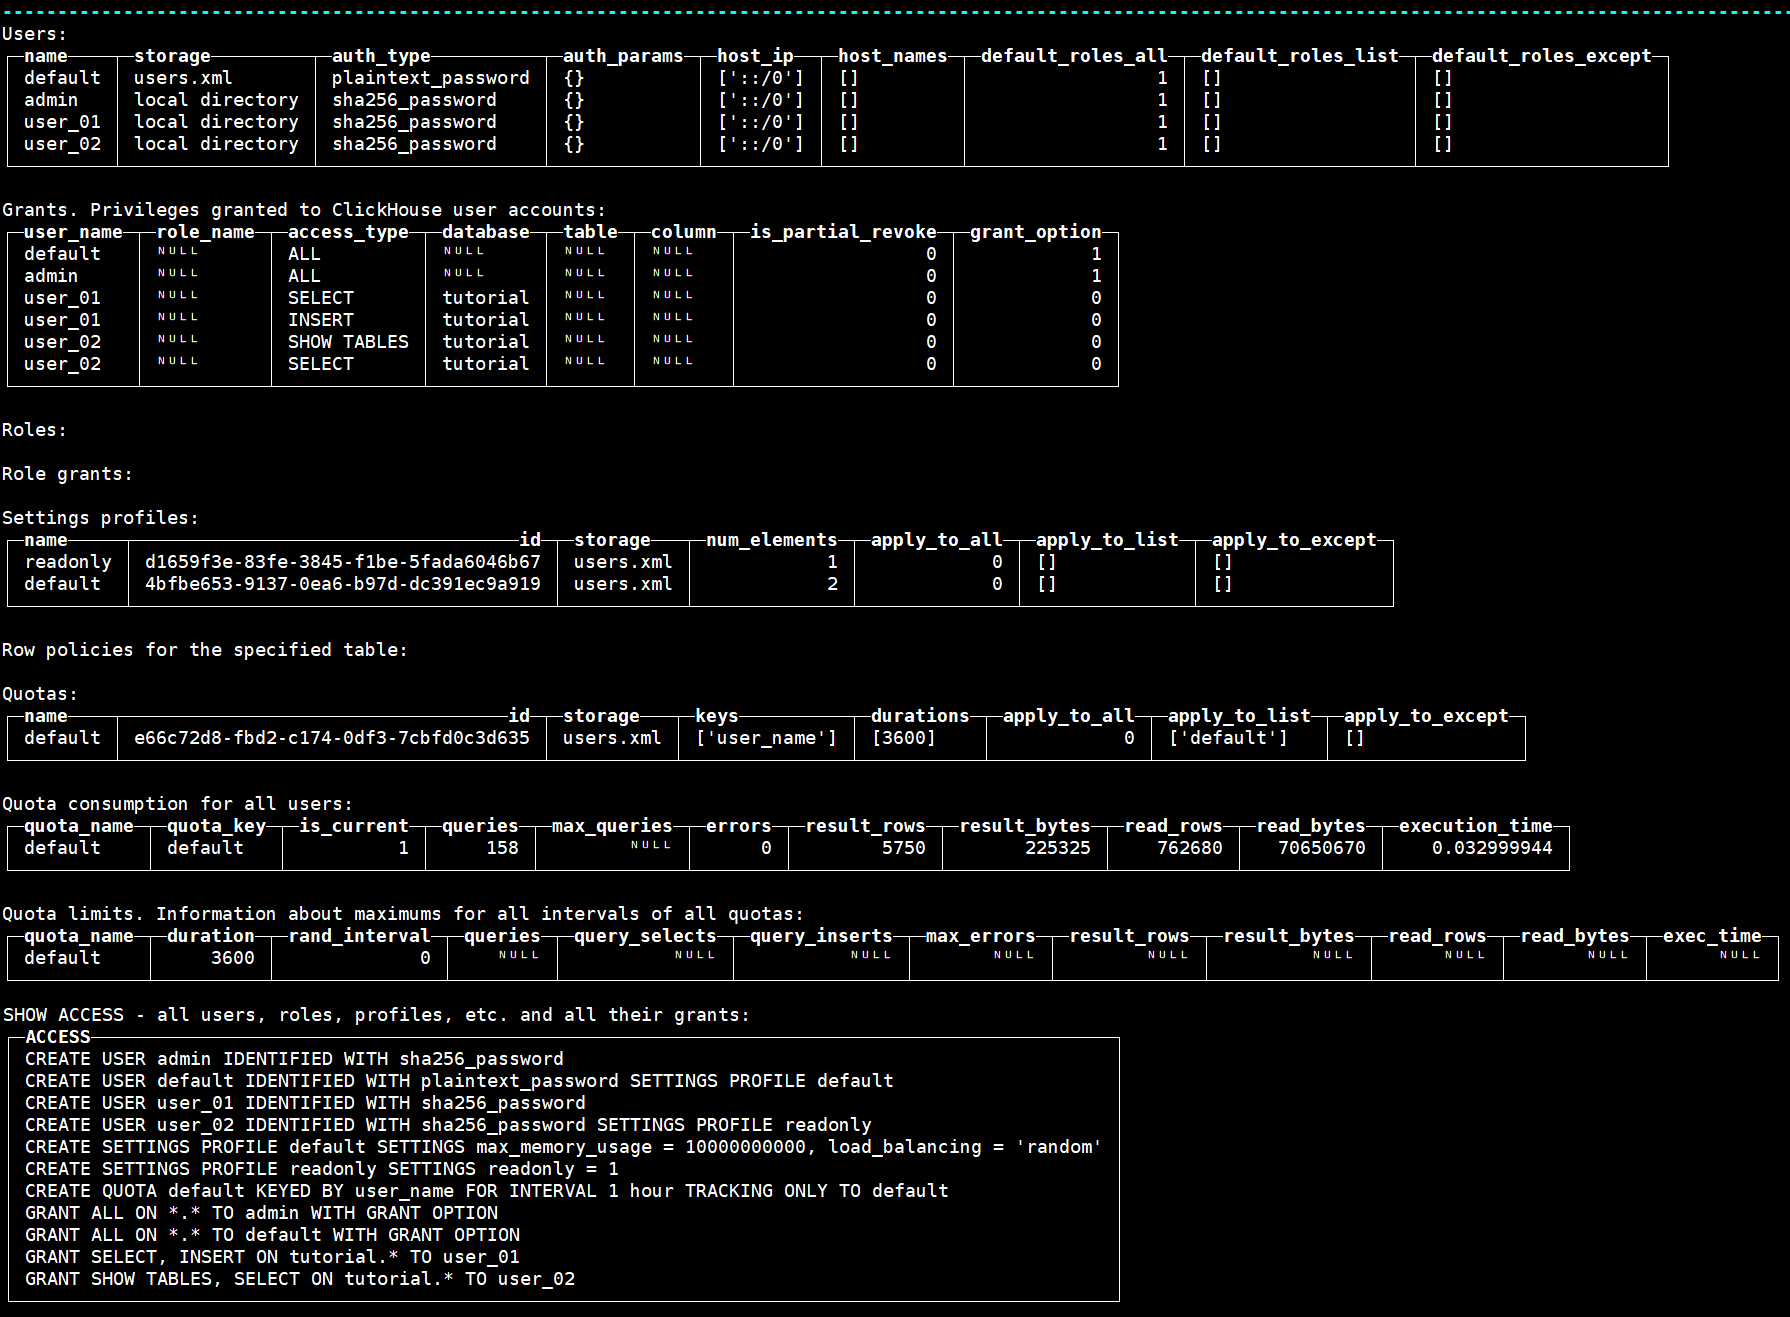 Users:
name storage auth_type auth_params host_ip host_names default_roles_all default_roles_list default_roles_except
default users.xml plaintext_password {} ['::/0'] [] 1 [] []
admin local directory sha256_password {} ['::/0'] [] 1 [] []
user_01 local directory sha256_password {} ['::/0'] [] 1 [] []
user_02 local directory sha256_password {} ['::/0'] [] 1 [] []
Grants. Privileges granted to ClickHouse user accounts:
user_name role_name access_type database table column is_partial_revoke grant_option
default NULL ALL NULL NULL NULL 0 1
admin NULL ALL NULL NULL NULL 0 1
user_01 NULL SELECT tutorial NULL NULL 0 0
user_01 NULL INSERT tutorial NULL NULL 0 0
user_02 NULL SHOW TABLES tutorial NULL NULL 0 0
user_02 NULL SELECT tutorial NULL NULL 0 0
Roles:
Role grants:
Settings profiles:
name id storage num_elements apply_to_all apply_to_list apply_to_except
readonly d1659f3e-83fe-3845-f1be-5fada6046b67 users.xml 1 0 [] []
default 4bfbe653-9137-0ea6-b97d-dc391ec9a919 users.xml 2 0 [] []
Row policies for the specified table:
Quotas:
name id storage keys durations apply_to_all apply_to_list apply_to_except
default e66c72d8-fbd2-c174-0df3-7cbfd0c3d635 users.xml ['user_name'] [3600] 0 ['default'] []
Quota consumption for all users:
quota_name quota_key is_current queries max_queries errors result_rows result_bytes read_rows read_bytes execution_time
default default 1 158 NULL 0 5750 225325 762680 70650670 0.032999944
Quota limits. Information about maximums for all intervals of all quotas:
quota_name duration rand_interval queries query_selects query_inserts max_errors result_rows result_bytes read_rows read_bytes exec_time
default 3600 0 NULL NULL NULL NULL NULL NULL NULL NULL NULL
SHOW ACCESS - all users, roles, profiles, etc. and all their grants:
ACCESS
CREATE USER admin IDENTIFIED WITH sha256_password
CREATE USER default IDENTIFIED WITH plaintext_password SETTINGS PROFILE default
CREATE USER user_01 IDENTIFIED WITH sha256_password
CREATE USER user_02 IDENTIFIED WITH sha256_password SETTINGS PROFILE readonly
CREATE SETTINGS PROFILE default SETTINGS max_memory_usage = 10000000000, load_balancing = 'random'
CREATE SETTINGS PROFILE readonly SETTINGS readonly = 1
CREATE QUOTA default KEYED BY user_name FOR INTERVAL 1 hour TRACKING ONLY TO default
GRANT ALL ON *.* TO admin WITH GRANT OPTION
GRANT ALL ON *.* TO default WITH GRANT OPTION
GRANT SELECT, INSERT ON tutorial.* TO user_01
GRANT SHOW TABLES, SELECT ON tutorial.* TO user_02